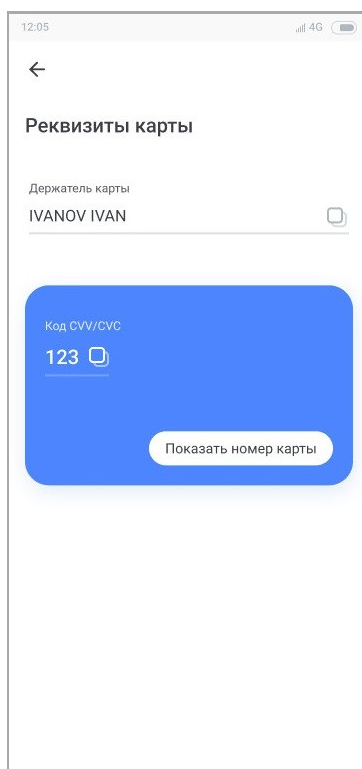 12:05 4G
Реквизиты карты
Держатель карты
IVANOV IVAN
Код CVV/CVC
123
Показать номер карты